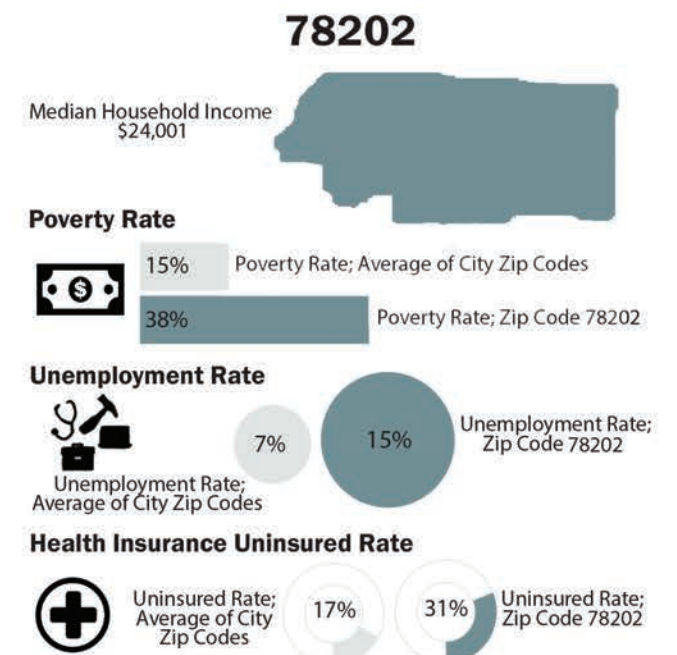 78202
Median Household Income
$24,001
Poverty Rate
$
15%
Poverty Rate; Average of City Zip Codes
38%
Poverty Rate; Zip Code 78202
Unemployment Rate
7%
15%
Unemployment Rate;
Zip Code 78202
Unemployment Rate;
Average of City Zip Codes
Health Insurance Uninsured Rate
Uninsured Rate;
Average of City
Zip Codes
17%
31%
Uninsured Rate;
Zip Code 78202